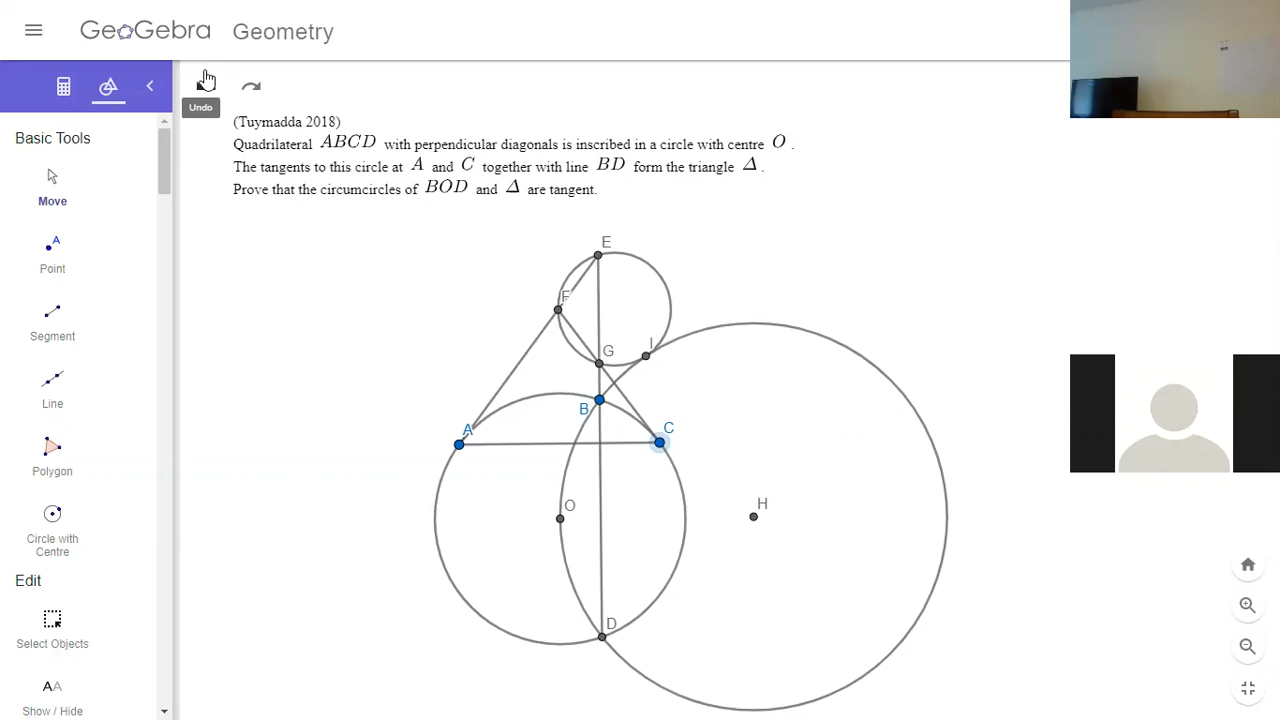 GeoGebra Geometry
Undo
Basic Tools
Move
Point
Segment
Line
Polygon
Circle with
Centre
Edit
Select Objects
Show / Hide
(Tuymadda 2018)
Quadrilateral ABCD with perpendicular diagonals is inscribed in a circle with centre O .
The tangents to this circle at A and C together with line BD form the triangle Δ .
Prove that the circumcircles of BOD and Δ are tangent.
E
F
G
I
B
A
C
O
H
D
A
AA